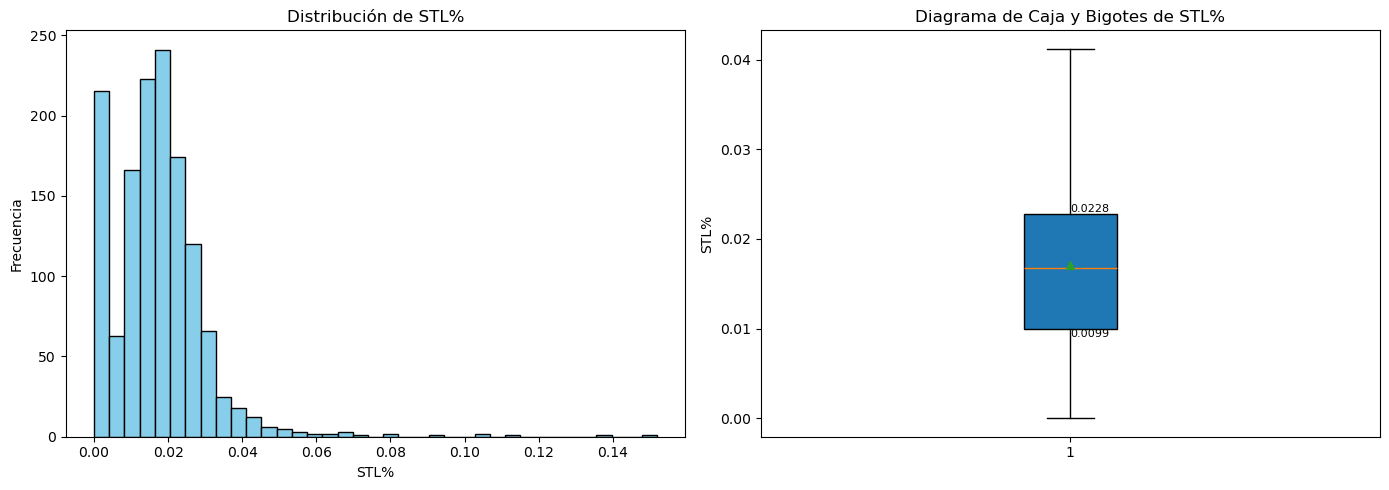 Distribución de STL%
250
200
150
100
50
0
Frecuencia
0.00 0.02 0.04 0.06 0.08 0.10 0.12 0.14
STL%
Diagrama de Caja y Bigotes de STL%
0.04
0.03
0.02
0.01
0.00
STL%
0.0228
0.0099
1